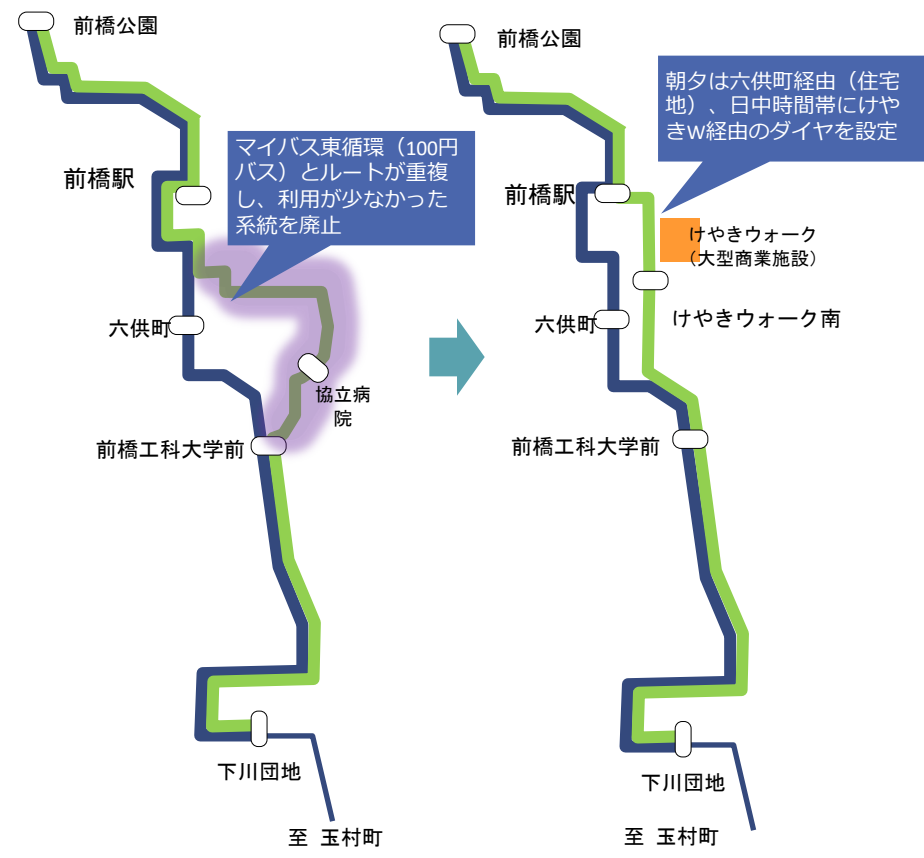 前橋公園
マイバス東循環（100円
バス）とルートが重複
し、利用が少なかった
系統を廃止
前橋駅
六供町
協立病
院
前橋工科大学前
下川団地
至 玉村町
前橋公園
朝夕は六供町経由（住宅
地）、日中時間帯にけや
きW経由のダイヤを設定
前橋駅
けやきウォーク
（大型商業施設）
六供町
けやきウォーク南
前橋工科大学前
下川団地
至 玉村町